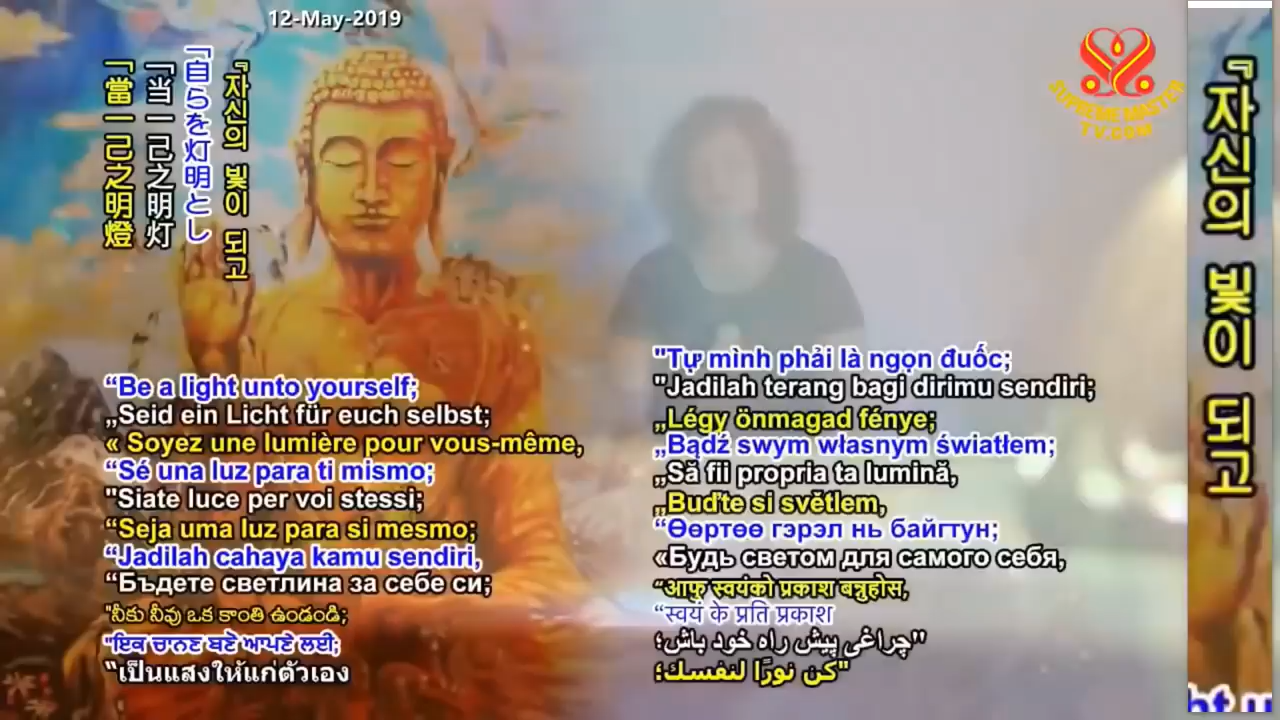 12-May-2019
SUPREME MASTER
TV.COM
『자신의 빛이 되고
「自らを灯明とし
「当一己之明灯
「當一己之明燈
“Be a light unto yourself;
„Seid ein Licht für euch selbst;
« Soyez une lumière pour vous-même,
“Sé una luz para ti mismo;
"Siate luce per voi stessi;
“Seja uma luz para si mesmo;
“Jadilah cahaya kamu sendiri,
“Бъдете светлина за себе си;
"నీకు నీవు ఒక కాంతి ఉండండి;
"ਇਕ ਚਾਨਣ ਬਣੋ ਆਪਣੇ ਲਈ;
“เป็นแสงให้แก่ตัวเอง
"Tự mình phải là ngọn đuốc;
"Jadilah terang bagi dirimu sendiri;
„Légy önmagad fénye;
„Bądź swym własnym światłem;
„Să fii propria ta lumină,
„Buďte si světlem,
“Өөртөө гэрэл нь байгтун;
«Будь светом для самого себя,
“आफू स्वयंको प्रकाश बन्नुहोस,
“स्वयं के प्रति प्रकाश
"چراغی پیش راه خود باش؛
"كن نورًا لنفسك؛
『자신의 빛이 되고